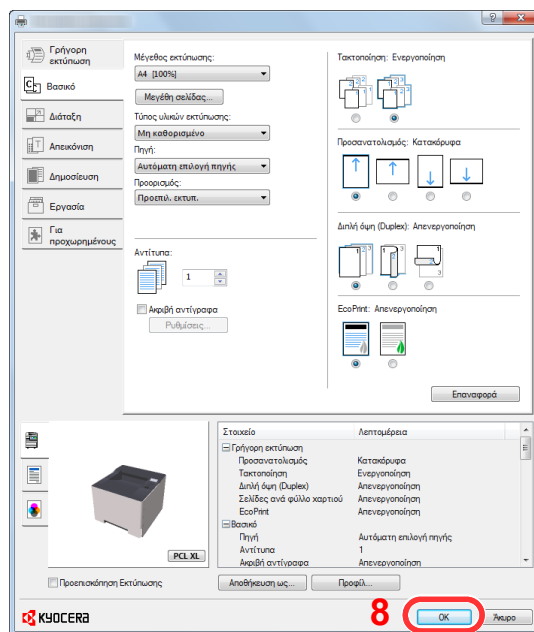 Γρήγορη
εκτύπωση
Βασικό
Διάταξη
Απεικόνιση
Δημοσίευση
Εργασία
Για
προχωρημένους
Μέγεθος εκτύπωσης:
A4 [100%]
Μεγέθη σελίδας...
Τύπος υλικών εκτύπωσης:
Μη καθορισμένο
Πηγή:
Αυτόματη επιλογή πηγής
Προορισμός:
Προεπιλ. εκτυπ.
Αντίτυπα:
1
Ακριβή αντίγραφα
Ρυθμίσεις...
Τακτοποίηση: Ενεργοποίηση
Προσανατολισμός: Κατακόρυφα
Διπλή όψη (Duplex): Απενεργοποίηση
EcoPrint: Απενεργοποίηση
Επαναφορά
PCL XL
Προεπισκόπηση Εκτύπωσης
Στοιχείο Λεπτομέρεια
Γρήγορη εκτύπωση
Προσανατολισμός Κατακόρυφα
Τακτοποίηση Ενεργοποίηση
Διπλή όψη (Duplex) Απενεργοποίηση
Σελίδες ανά φύλλο χαρτιού Απενεργοποίηση
EcoPrint Απενεργοποίηση
Βασικό
Πηγή Αυτόματη επιλογή πηγής
Αντίτυπα 1
Ακριβή αντίγραφα Απενεργοποίηση
Αποθήκευση ως... Προφίλ...
KYOCERA
8
OK
Άκυρο